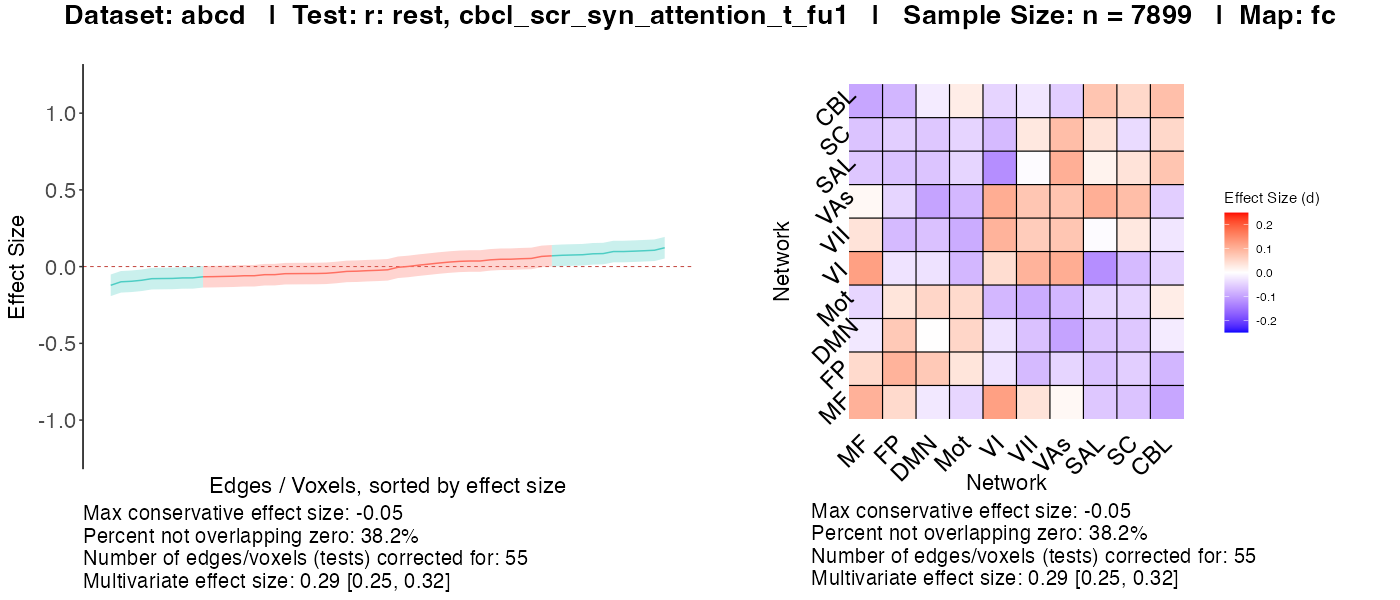 Dataset: abcd | Test: r: rest, cbcl_scr_syn_attention_t_fu1 | Sample Size: n = 7899 | Map: fc
Effect Size
1.0
0.5
0.0
-0.5
-1.0
Edges / Voxels, sorted by effect size
Max conservative effect size: -0.05
Percent not overlapping zero: 38.2%
Number of edges/voxels (tests) corrected for: 55
Multivariate effect size: 0.29 [0.25, 0.32]
Network
CBL
SC
SAL
VAs
VII
VI
Mot
DMN
FP
MF
MF FP DMN Mot VI VII VAs SAL SC CBL
Network
Effect Size (d)
0.2
0.1
0.0
-0.1
-0.2
Max conservative effect size: -0.05
Percent not overlapping zero: 38.2%
Number of edges/voxels (tests) corrected for: 55
Multivariate effect size: 0.29 [0.25, 0.32]